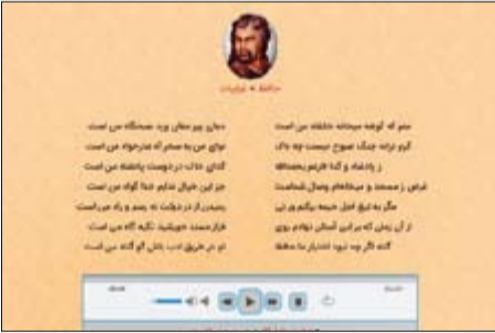 حافظ » غزلیات
منم که گوشه میخانه خانقاه من است
دعای پیر مغان ورد صبحگاه من است
گرم ترانه چنگ صبوح نیست چه باک
نوای من به سحر آه عذرخواه من است
ز پادشاه و گدا فارغم بحمدالله
گدای خاک در دوست پادشاه من است
غرض ز مسجد و میخانه‌ام وصال شماست
جز این خیال ندارم خدا گواه من است
مگر به تیغ اجل خیمه برکنم ور نی
رمیدن از در دولت نه رسم و راه من است
از آن زمان که بر این آستان نهادم روی
فراز مسند خورشید تکیه گاه من است
گناه اگر چه نبود اختیار ما حافظ
تو در طریق ادب باش گو گناه من است